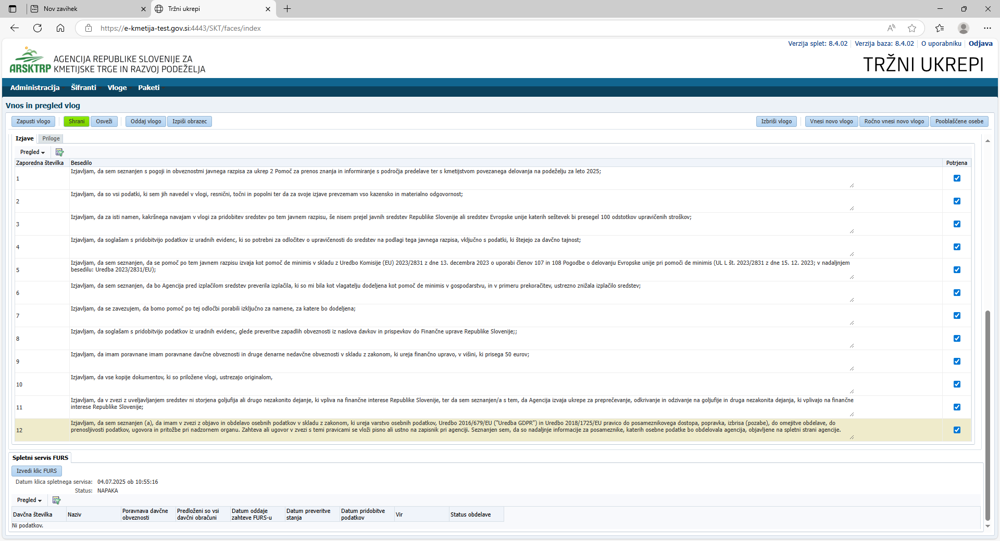 Nov zavihek
Tržni ukrepi
https://e-kmetija-test.gov.si:4443/SKT/faces/index
Verzija splet: 8.4.02 Verzija baza: 8.4.02 O uporabniku Odjava
ARSKTRP
AGENCIJA REPUBLIKE SLOVENIJE ZA
KMETIJSKE TRGE IN RAZVOJ PODEŽELJA
TRŽNI UKREPI
Administracija Šifranti Vloge Paketi
Vnos in pregled vlog
Zapusti vlogo Shrani Osveži Oddaj vlogo Izpiši obrazec Izbriši vlogo Vnesi novo vlogo Ročno vnesi novo vlogo Pooblaščene osebe
Izjave Priloge
Pregled
Zaporedna številka Besedilo Potrjena
1 Izjavljam, da sem seznanjen s pogoji in obveznostmi javnega razpisa za ukrep 2 Pomoč za prenos znanja in informiranje s področja predelave ter s kmetijstvom povezanega delovanja na podeželju za leto 2025;
2 Izjavljam, da so vsi podatki, ki sem jih navedel v vlogi, resnični, točni in popolni ter da za svoje izjave prevzemam vso kazensko in materialno odgovornost;
3 Izjavljam, da za isti namen, kakršnega navajam v vlogi za pridobitev sredstev po tem javnem razpisu, še nisem prejel javnih sredstev Republike Slovenije ali sredstev Evropske unije katerih seštevek bi presegel 100 odstotkov upravičenih stroškov;
4 Izjavljam, da soglašam s pridobitvijo podatkov iz uradnih evidenc, ki so potrebni za odločitev o upravičenosti do sredstev na podlagi tega javnega razpisa, vključno s podatki, ki štejejo za davčno tajnost;
5 Izjavljam, da sem seznanjen, da se pomoč po tem javnem razpisu izvaja kot pomoč de minimis v skladu z Uredbo Komisije (EU) 2023/2831 z dne 13. decembra 2023 o uporabi členov 107 in 108 Pogodbe o delovanju Evropske unije pri pomoči de minimis (UL L št. 2023/2831 z dne 15. 12. 2023; v nadaljnjem
besedilu: Uredba 2023/2831/EU);
6 Izjavljam, da sem seznanjen, da bo Agencija pred izplačilom sredstev preverila izplačila, ki so mi bila kot vlagatelju dodeljena kot pomoč de minimis v gospodarstvu, in v primeru prekoračitev, ustrezno znižala izplačilo sredstev;
7 Izjavljam, da se zavezujem, da bomo pomoč po tej odločbi porabili izključno za namene, za katere bo dodeljena;
8 Izjavljam, da soglašam s pridobitvijo podatkov iz uradnih evidenc, glede preveritve zapadlih obveznosti iz naslova davkov in prispevkov do Finančne uprave Republike Slovenije;;
9 Izjavljam, da imam poravnane imam poravnane davčne obveznosti in druge denarne nedavčne obveznosti v skladu z zakonom, ki ureja finančno upravo, v višini, ki prisega 50 eurov;
10 Izjavljam, da vse kopije dokumentov, ki so priložene vlogi, ustrezajo originalom,
11 Izjavljam, da v zvezi z uveljavljanjem sredstev ni storjena goljufija ali drugo nezakonito dejanje, ki vpliva na finančne interese Republike Slovenije, ter da sem seznanjen/a s tem, da Agencija izvaja ukrepe za preprečevanje, odkrivanje in odzivanje na goljufije in druga nezakonita dejanja, ki vplivajo na finančne
interese Republike Slovenije;
12 Izjavljam, da sem seznanjen (a), da imam v zvezi z objavo in obdelavo osebnih podatkov v skladu z zakonom, ki ureja varstvo osebnih podatkov, Uredbo 2016/679/EU ("Uredba GDPR") in Uredbo 2018/1725/EU pravico do posameznikovega dostopa, popravka, izbrisa (pozabe), do omejitve obdelave, do
prenosljivosti podatkov, ugovora in pritožbe pri nadzornem organu. Zahteva ali ugovor v zvezi s temi pravicami se vloži pisno ali ustno na zapisnik pri agenciji. Seznanjen sem, da so nadaljnje informacije za posameznike, katerih osebne podatke bo obdelovala agencija, objavljene na spletni strani agencije.
Spletni servis FURS
Izvedi klic FURS
Datum klica spletnega servisa: 04.07.2025 ob 10:55:16
Status: NAPAKA
Pregled
Davčna številka Naziv Poravnava davčne obveznosti Predloženi so vsi davčni obračuni Datum oddaje zahteve FURS-u Datum preveritve stanja Datum pridobitve podatkov Vir Status obdelave
Ni podatkov.